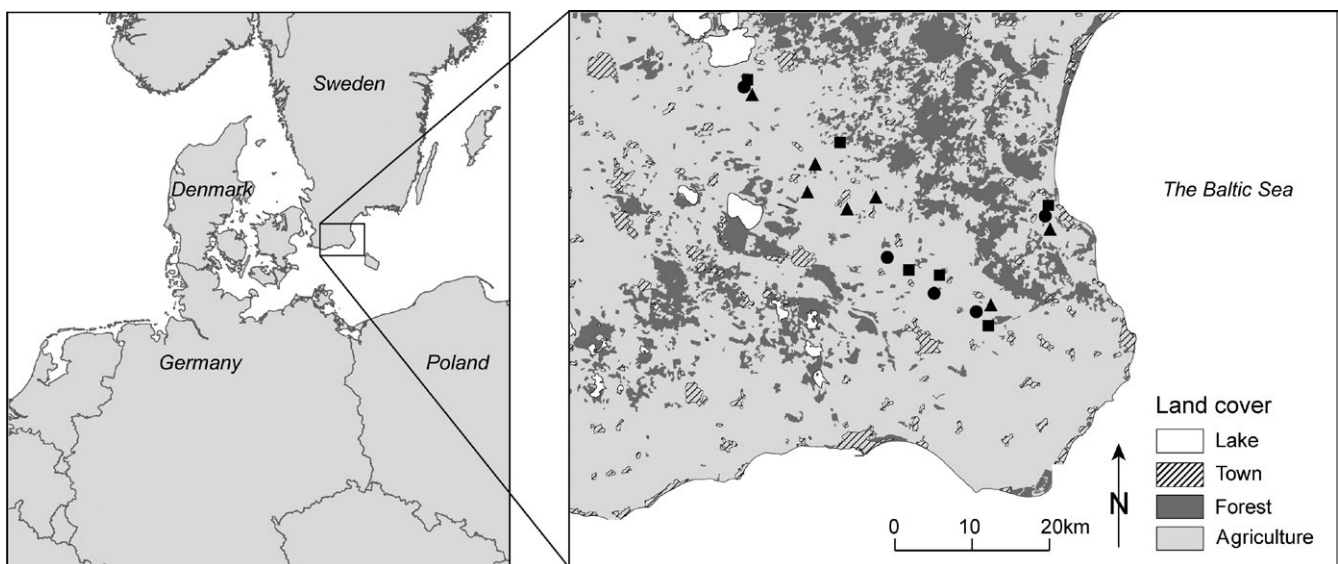 Sweden
Denmark
Germany
Poland
The Baltic Sea
Land cover
Lake
Town
Forest
Agriculture
N
0 10 20km